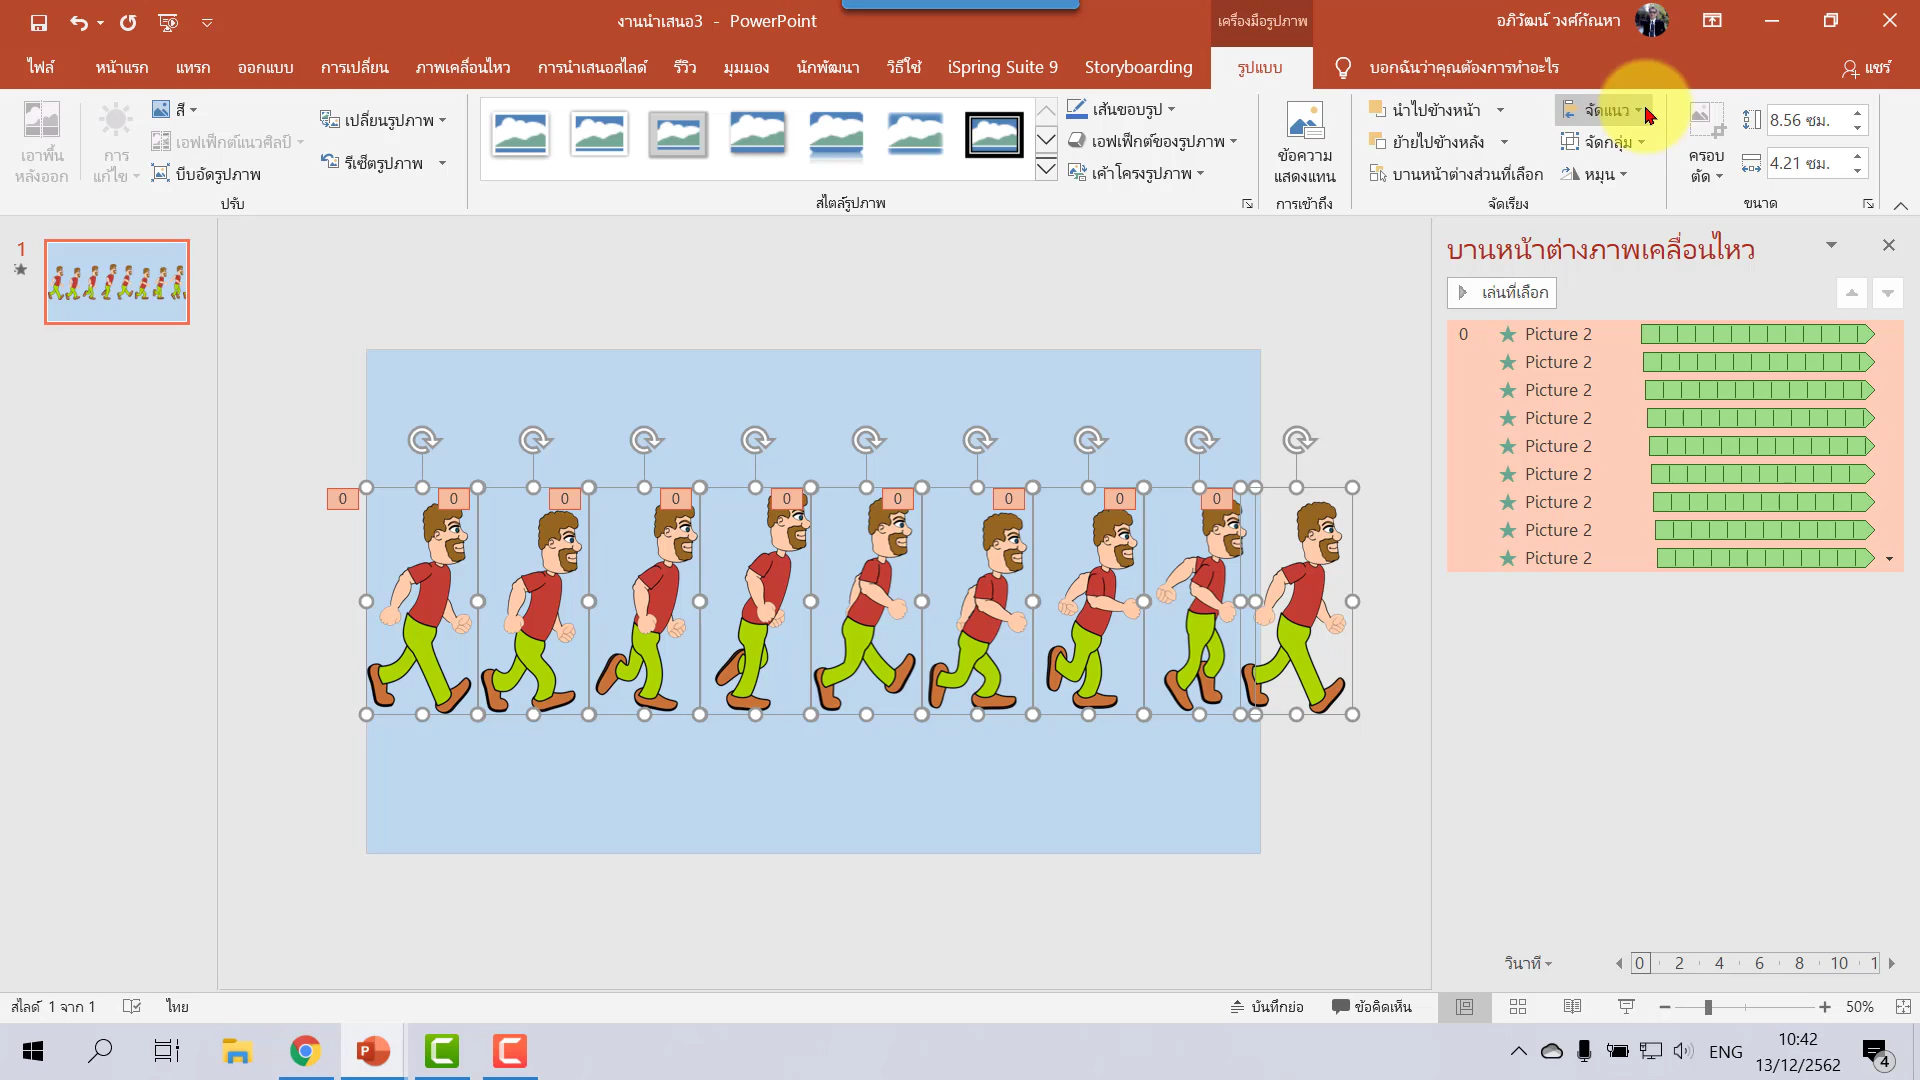 งานนำเสนอ3 - PowerPoint
เครื่องมือรูปภาพ
อภิวัฒน์ วงศ์กัณหา
ไฟล์ หน้าแรก แทรก ออกแบบ การเปลี่ยน ภาพเคลื่อนไหว การนำเสนอสไลด์ รีวิว มุมมอง นักพัฒนา วิธีใช้ iSpring Suite 9 Storyboarding รูปแบบ บอกฉันว่าคุณต้องการทำอะไร แชร์
เอาพื้นหลังออก
การแก้ไข
สี
เอฟเฟ็กต์แนวศิลป์
บีบอัดรูปภาพ
เปลี่ยนรูปภาพ
รีเซ็ตรูปภาพ
ปรับ
สไตล์รูปภาพ
เส้นขอบรูป
เอฟเฟ็กต์ของรูปภาพ
เค้าโครงรูปภาพ
ข้อความแสดงแทน
การเข้าถึง
นำไปข้างหน้า
ย้ายไปข้างหลัง
บานหน้าต่างส่วนที่เลือก
จัดแนว
จัดกลุ่ม
หมุน
จัดเรียง
ครอบตัด
8.56 ซม.
4.21 ซม.
ขนาด
1
0 0 0 0 0 0 0 0 0
บานหน้าต่างภาพเคลื่อนไหว
เล่นที่เลือก
0 Picture 2
Picture 2
Picture 2
Picture 2
Picture 2
Picture 2
Picture 2
Picture 2
Picture 2
วินาที 0 2 4 6 8 10 1
สไลด์ 1 จาก 1 ไทย บันทึกย่อ ข้อคิดเห็น 50%
ENG
10:42
13/12/2562
4